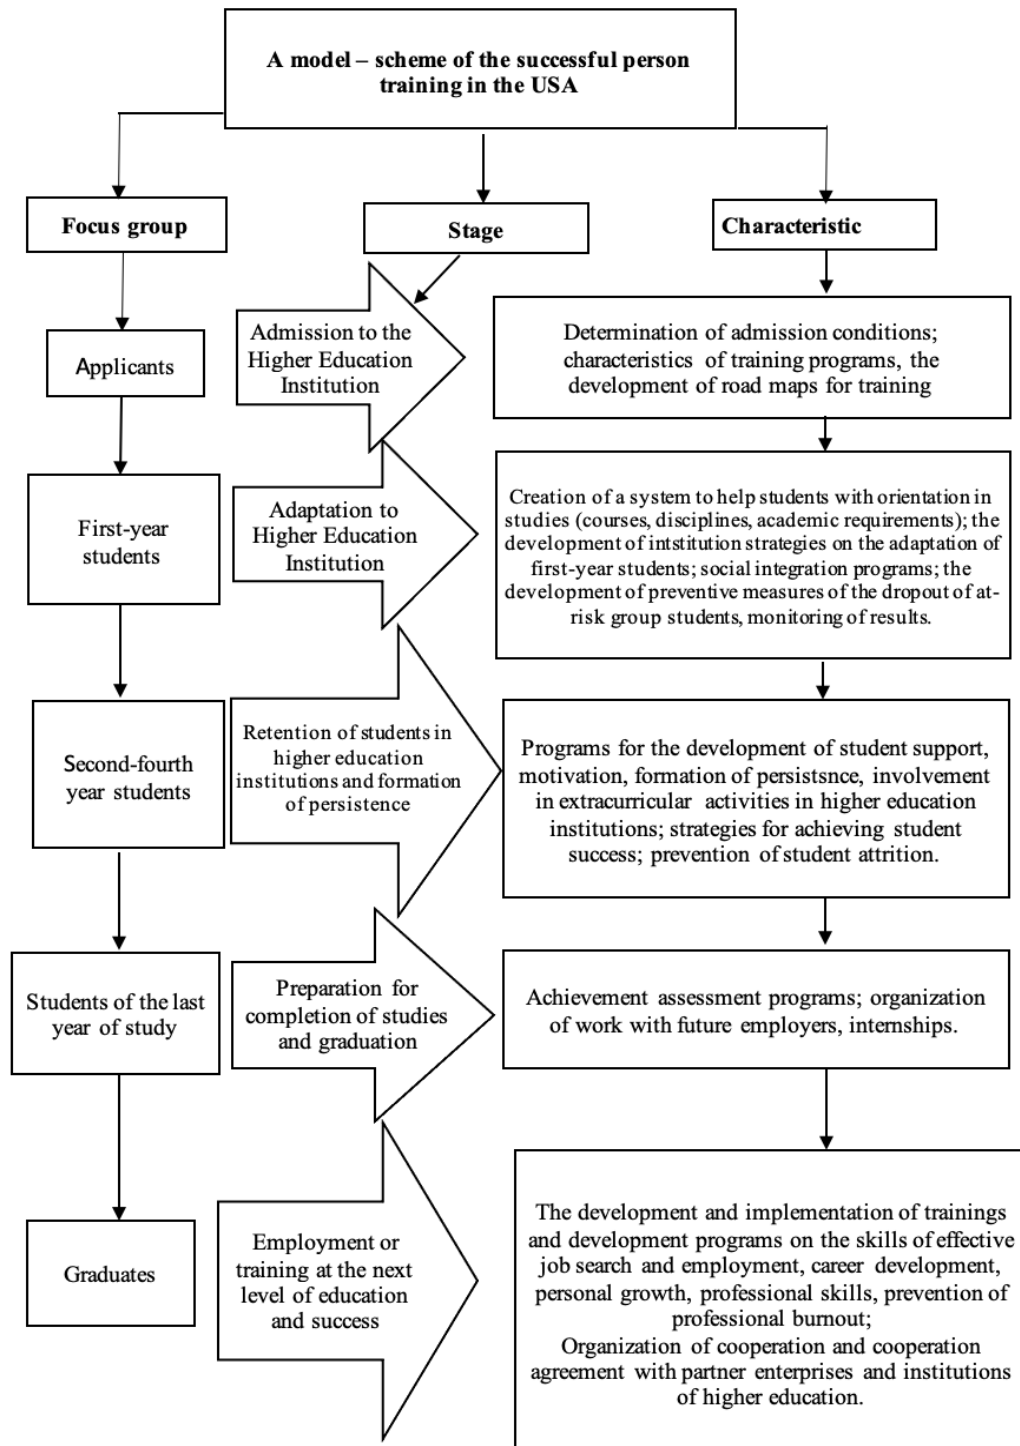 A model – scheme of the successful person
training in the USA
Focus group
Stage
Characteristic
Applicants
Admission to the
Higher Education
Institution
Determination of admission conditions;
characteristics of training programs, the
development of road maps for training
First-year
students
Adaptation to
Higher Education
Institution
Creation of a system to help students with orientation in
studies (courses, disciplines, academic requirements); the
development of intstitution strategies on the adaptation of
first-year students; social integration programs; the
development of preventive measures of the dropout of at-
risk group students, monitoring of results.
Second-fourth
year students
Retention of students in
higher education
institutions and formation
of persistence
Programs for the development of student support,
motivation, formation of persistsnce, involvement
in extracurricular activities in higher education
institutions; strategies for achieving student
success; prevention of student attrition.
Students of the last
year of study
Preparation for
completion of studies
and graduation
Achievement assessment programs; organization
of work with future employers, internships.
Graduates
Employment or
training at the next
level of education
and success
The development and implementation of trainings
and development programs on the skills of effective
job search and employment, career development,
personal growth, professional skills, prevention of
professional burnout;
Organization of cooperation and cooperation
agreement with partner enterprises and institutions
of higher education.